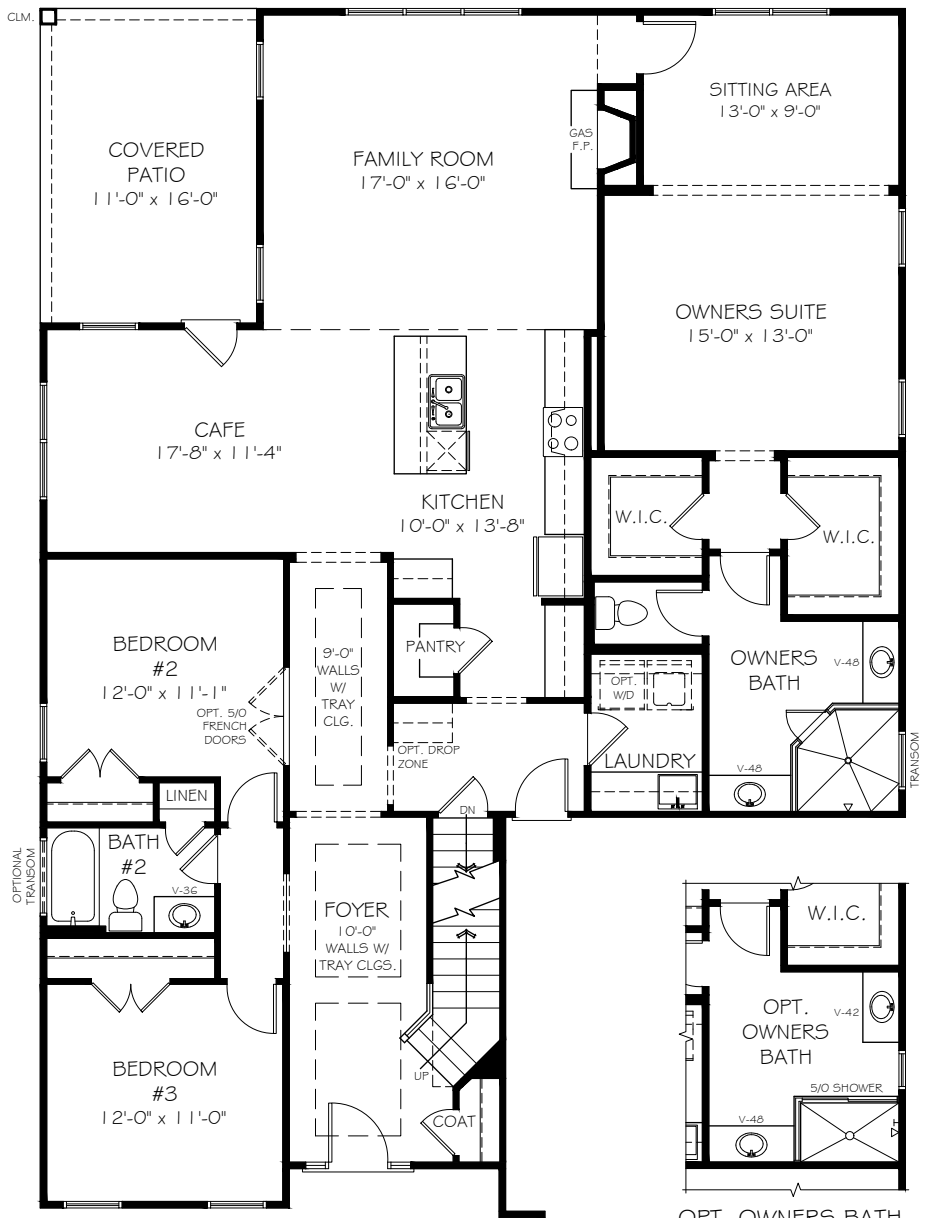 CLM.
COVERED
PATIO
11'-0" x 16'-0"
FAMILY ROOM
17'-0" x 16'-0"
GAS
F.P.
SITTING AREA
13'-0" x 9'-0"
OWNERS SUITE
15'-0" x 13'-0"
CAFE
17'-8" x 11'-4"
KITCHEN
10'-0" x 13'-8"
W.I.C.
W.I.C.
BEDROOM
#2
12'-0" x 11'-1"
OPT. 5/0
FRENCH
DOORS
9'-0"
WALLS
W/
TRAY
CLG.
PANTRY
OPT. DROP
ZONE
OPT.
W/D
LAUNDRY
OWNERS
BATH
V-48
V-48
TRANSOM
LINEN
DN
BATH
#2
V-36
OPTIONAL
TRANSOM
FOYER
10'-0"
WALLS W/
TRAY CLGS.
UP
COAT
BEDROOM
#3
12'-0" x 11'-0"
W.I.C.
OPT.
OWNERS
BATH
V-42
5/0 SHOWER
V-48
OPT. OWNERS BATH